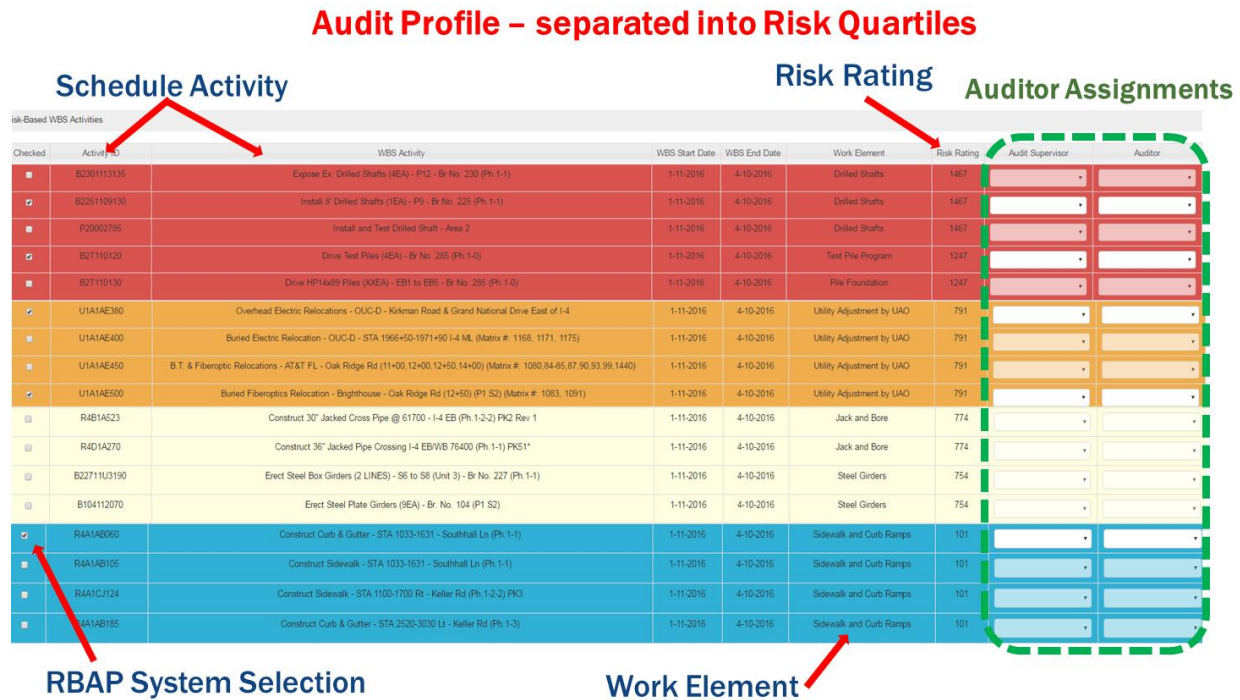 Audit Profile – separated into Risk Quartiles
Schedule Activity
Risk Rating
Auditor Assignments
isk-Based WBS Activities
Checked Activity ID WBS Activity WBS Start Date WBS End Date Work Element Risk Rating Audit Supervisor Auditor
B2301113135 Expose Ex. Drilled Shafts (4EA) - P12 - Br No. 230 (Ph.1-1) 1-11-2016 4-10-2016 Drilled Shafts 1467
B2251109130 Install 8' Drilled Shafts (1EA) - P9 - Br No. 225 (Ph.1-1) 1-11-2016 4-10-2016 Drilled Shafts 1467
P20002785 Install and Test Drilled Shaft - Area 2 1-11-2016 4-10-2016 Drilled Shafts 1467
B2T110120 Drive Test Piles (4EA) - Br No. 285 (Ph.1-0) 1-11-2016 4-10-2016 Test Pile Program 1247
B2T110130 Drive HP14x89 Piles (XXEA) - EB1 to EB5 - Br No. 285 (Ph.1-0) 1-11-2016 4-10-2016 Pile Foundation 1247
U1A1AE380 Overhead Electric Relocations - OUC-D - Kirkman Road & Grand National Drive East of I-4 1-11-2016 4-10-2016 Utility Adjustment by UAO 791
U1A1AE400 Buried Electric Relocation - OUC-D - STA 1966+50-1971+90 I-4 ML (Matrix #: 1168, 1171, 1175) 1-11-2016 4-10-2016 Utility Adjustment by UAO 791
U1A1AE450 B.T. & Fiberoptic Relocations - AT&T FL - Oak Ridge Rd (11+00,12+00,12+50,14+00) (Matrix #: 1080,84-85,87,90,93,99,1440) 1-11-2016 4-10-2016 Utility Adjustment by UAO 791
U1A1AE500 Buried Fiberoptics Relocation - Brighthouse - Oak Ridge Rd (12+50) (P1 S2) (Matrix #: 1083, 1091) 1-11-2016 4-10-2016 Utility Adjustment by UAO 791
R4B1A523 Construct 30" Jacked Cross Pipe @ 61700 - I-4 EB (Ph.1-2-2) PK2 Rev 1 1-11-2016 4-10-2016 Jack and Bore 774
R4D1A270 Construct 36" Jacked Pipe Crossing I-4 EB/WB 76400 (Ph.1-1) PK51* 1-11-2016 4-10-2016 Jack and Bore 774
B22711U3190 Erect Steel Box Girders (2 LINES) - S6 to S8 (Unit 3) - Br No. 227 (Ph.1-1) 1-11-2016 4-10-2016 Steel Girders 754
B104112070 Erect Steel Plate Girders (9EA) - Br. No. 104 (P1 S2) 1-11-2016 4-10-2016 Steel Girders 754
R4A1AB060 Construct Curb & Gutter - STA 1033-1631 - Southhall Ln (Ph.1-1) 1-11-2016 4-10-2016 Sidewalk and Curb Ramps 101
R4A1AB105 Construct Sidewalk - STA 1033-1631 - Southhall Ln (Ph.1-1) 1-11-2016 4-10-2016 Sidewalk and Curb Ramps 101
R4A1CJ124 Construct Sidewalk - STA 1100-1700 Rt - Keller Rd (Ph.1-2-2) PK3 1-11-2016 4-10-2016 Sidewalk and Curb Ramps 101
R4A1AB185 Construct Curb & Gutter - STA 2520-3030 Lt - Keller Rd (Ph.1-3) 1-11-2016 4-10-2016 Sidewalk and Curb Ramps 101
RBAP System Selection
Work Element